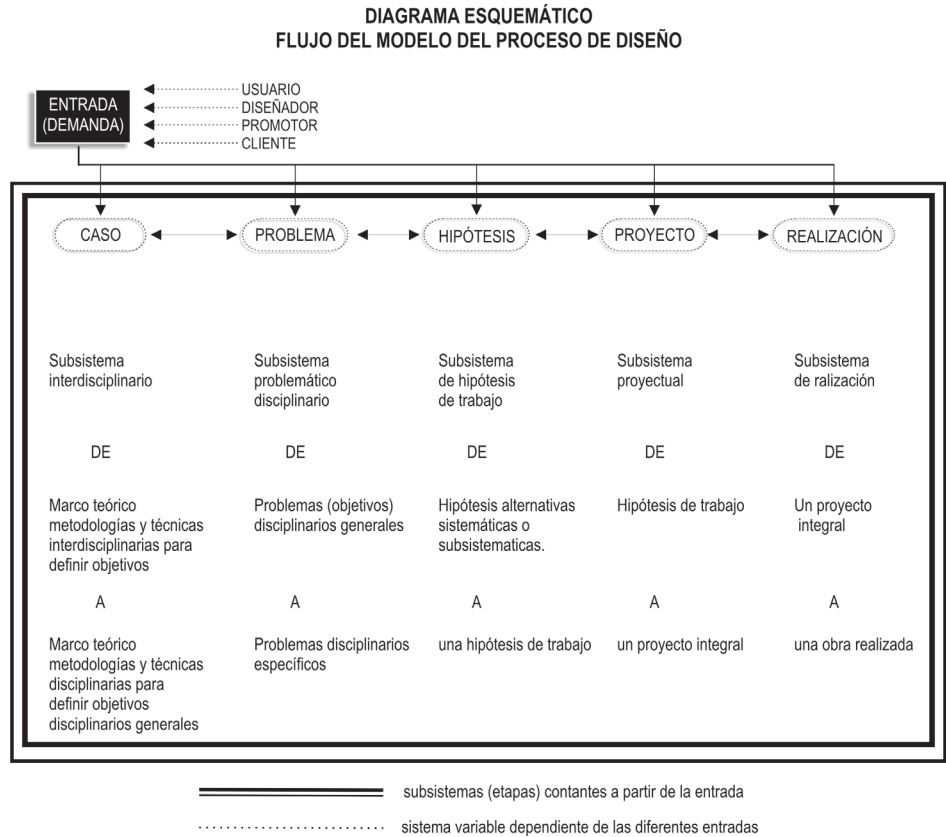 DIAGRAMA ESQUEMÁTICO
FLUJO DEL MODELO DEL PROCESO DE DISEÑO
ENTRADA
(DEMANDA)
USUARIO
DISEÑADOR
PROMOTOR
CLIENTE
CASO
PROBLEMA
HIPÓTESIS
PROYECTO
REALIZACIÓN
Subsistema
interdisciplinario
Subsistema
problemático
disciplinario
Subsistema
de hipótesis
de trabajo
Subsistema
proyectual
Subsistema
de ralización
DE
DE
DE
DE
DE
Marco teórico
metodologías y técnicas
interdisciplinarias para
definir objetivos
Problemas (objetivos)
disciplinarios generales
Hipótesis alternativas
sistemáticas o
subsistematicas.
Hipótesis de trabajo
Un proyecto
integral
A
A
A
A
A
Marco teórico
metodologías y técnicas
disciplinarias para
definir objetivos
disciplinarios generales
Problemas disciplinarios
específicos
una hipótesis de trabajo
un proyecto integral
una obra realizada
subsistemas (etapas) contantes a partir de la entrada
sistema variable dependiente de las diferentes entradas